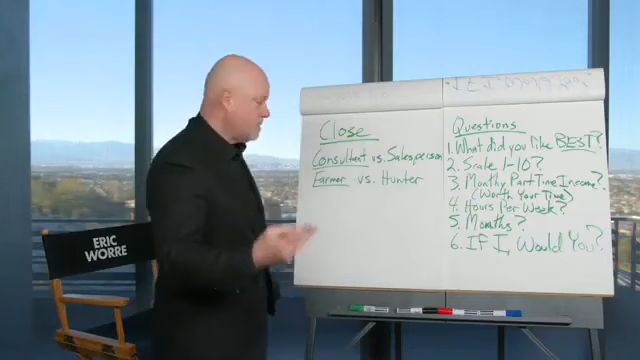 ERIC
WORRE
Close
Consultant vs. Salesperson
Farmer vs. Hunter
Questions
1. What did you like BEST?
2. Scale 1-10?
3. Monthly Part Time Income?
(Worth Your Time)
4. Hours Per Week?
5. Months?
6. IF I, Would You?